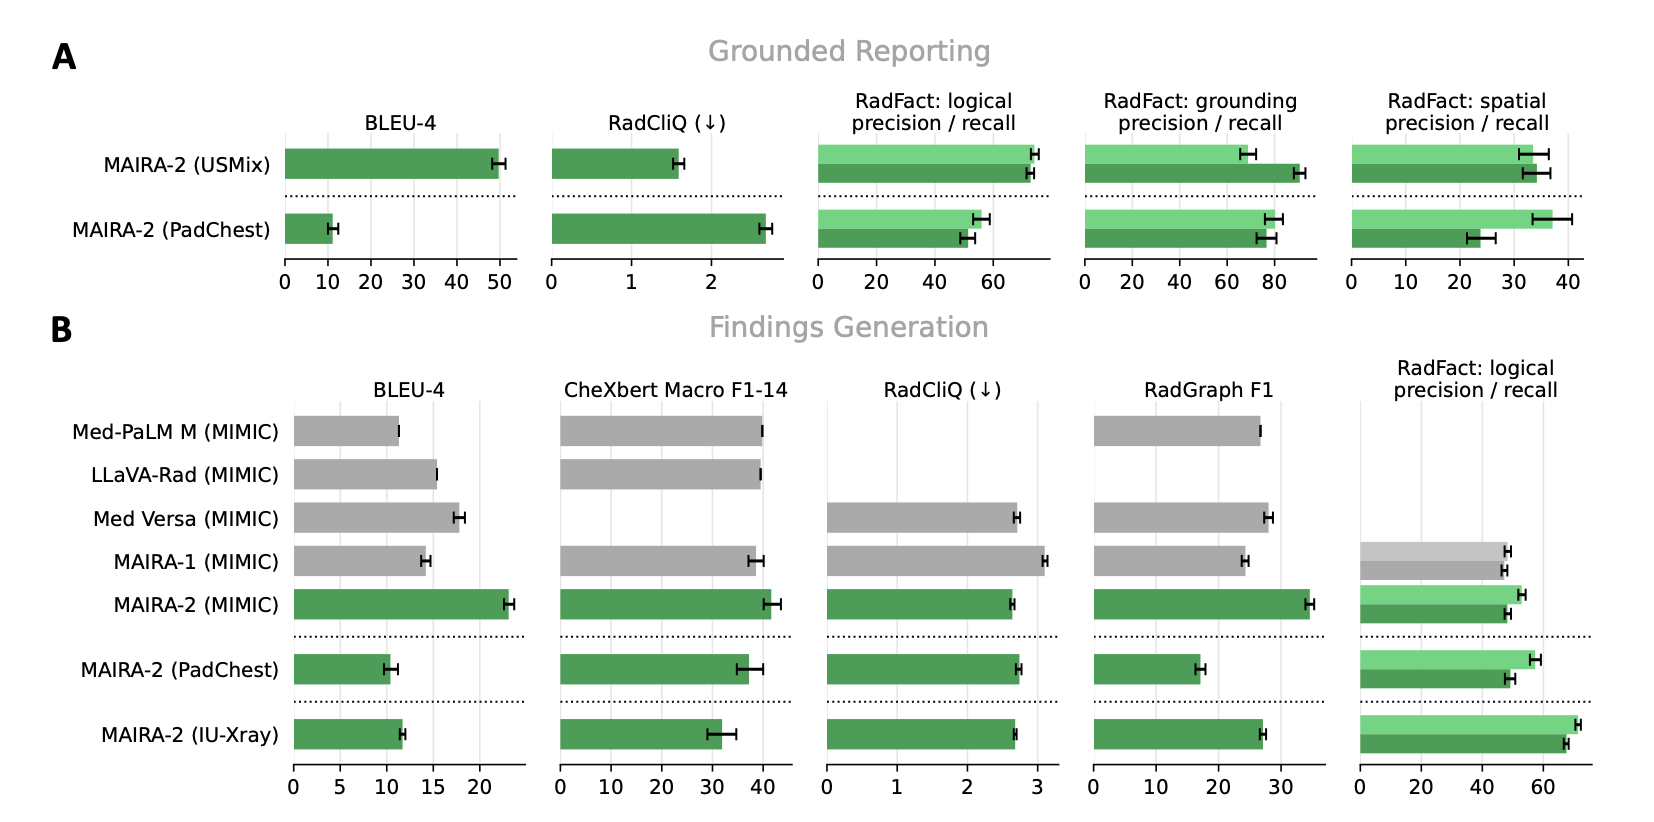 A
Grounded Reporting
BLEU-4
RadCliQ (↓)
RadFact: logical
precision / recall
RadFact: grounding
precision / recall
RadFact: spatial
precision / recall
MAIRA-2 (USMix)
MAIRA-2 (PadChest)
0 10 20 30 40 50
0 1 2
0 20 40 60
0 20 40 60 80
0 10 20 30 40
B
Findings Generation
BLEU-4
CheXbert Macro F1-14
RadCliQ (↓)
RadGraph F1
RadFact: logical
precision / recall
Med-PaLM M (MIMIC)
LLaVA-Rad (MIMIC)
Med Versa (MIMIC)
MAIRA-1 (MIMIC)
MAIRA-2 (MIMIC)
MAIRA-2 (PadChest)
MAIRA-2 (IU-Xray)
0 5 10 15 20
0 10 20 30 40
0 1 2 3
0 10 20 30
0 20 40 60